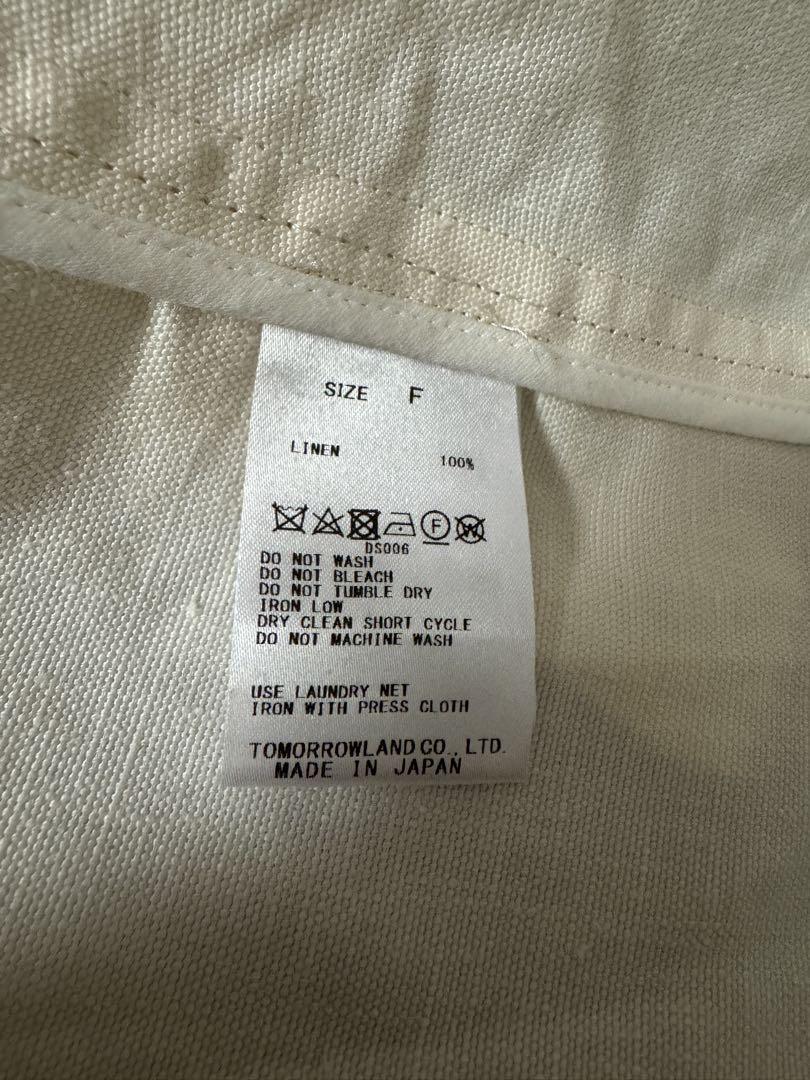 SIZE F
LINEN 100%
F W
DS006
DO NOT WASH
DO NOT BLEACH
DO NOT TUMBLE DRY
IRON LOW
DRY CLEAN SHORT CYCLE
DO NOT MACHINE WASH
USE LAUNDRY NET
IRON WITH PRESS CLOTH
TOMORROWLAND CO., LTD.
MADE IN JAPAN